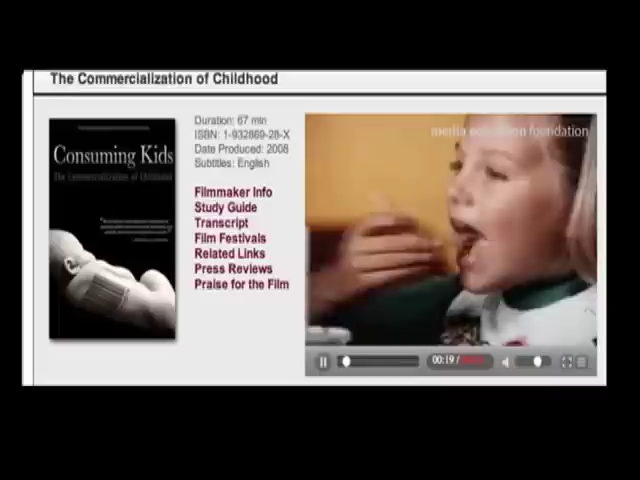 The Commercialization of Childhood
Duration: 67 min
ISBN: 1-932869-28-X
Date Produced: 2008
Subtitles: English
Consuming Kids
The Commercialization of Childhood
Filmmaker Info
Study Guide
Transcript
Film Festivals
Related Links
Press Reviews
Praise for the Film
media education foundation
00:19 /